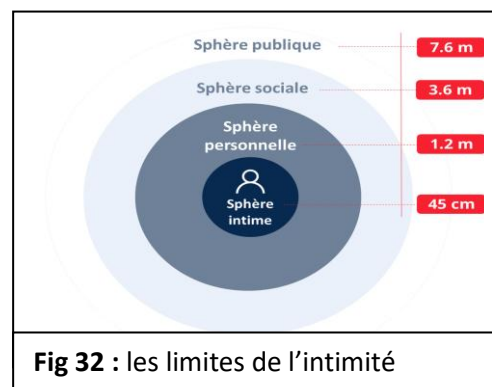 Sphère publique
7.6 m
Sphère sociale
3.6 m
Sphère
personnelle
1.2 m
Sphère
intime
45 cm
Fig 32 : les limites de l’intimité